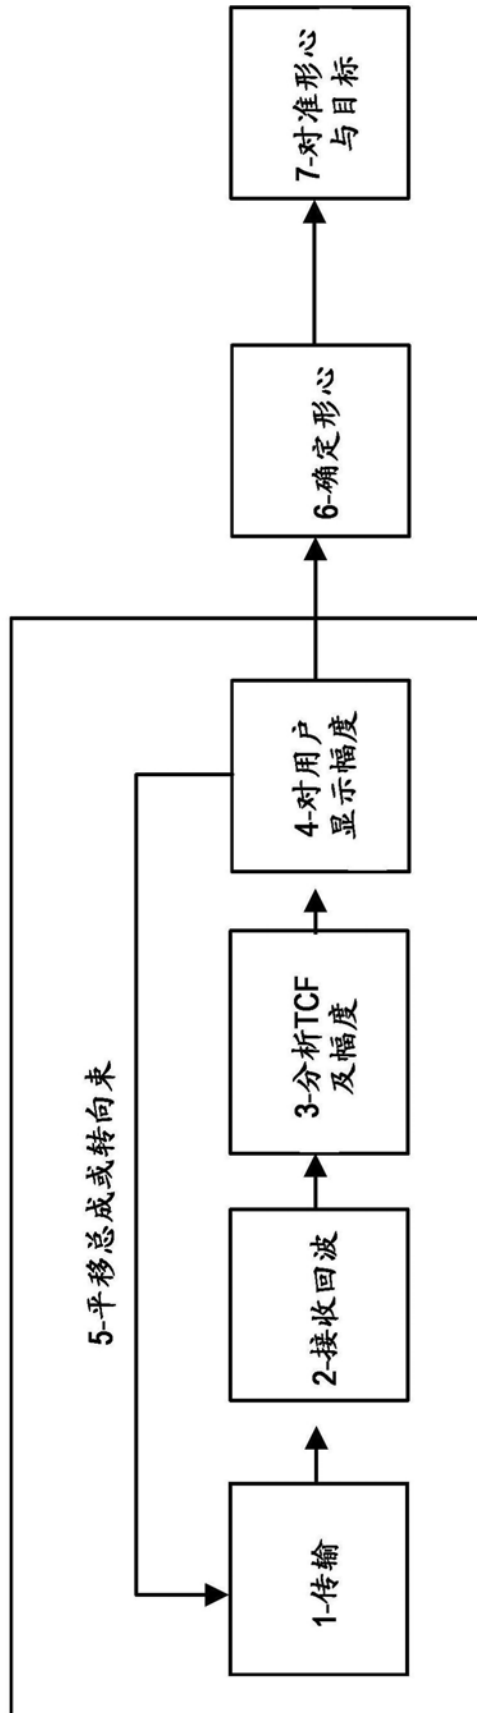 1-传输
2-接收回波
3-分析TCF
及幅度
4-对用户
显示幅度
5-平移总成或转向束
6-确定形心
7-对准形心
与目标